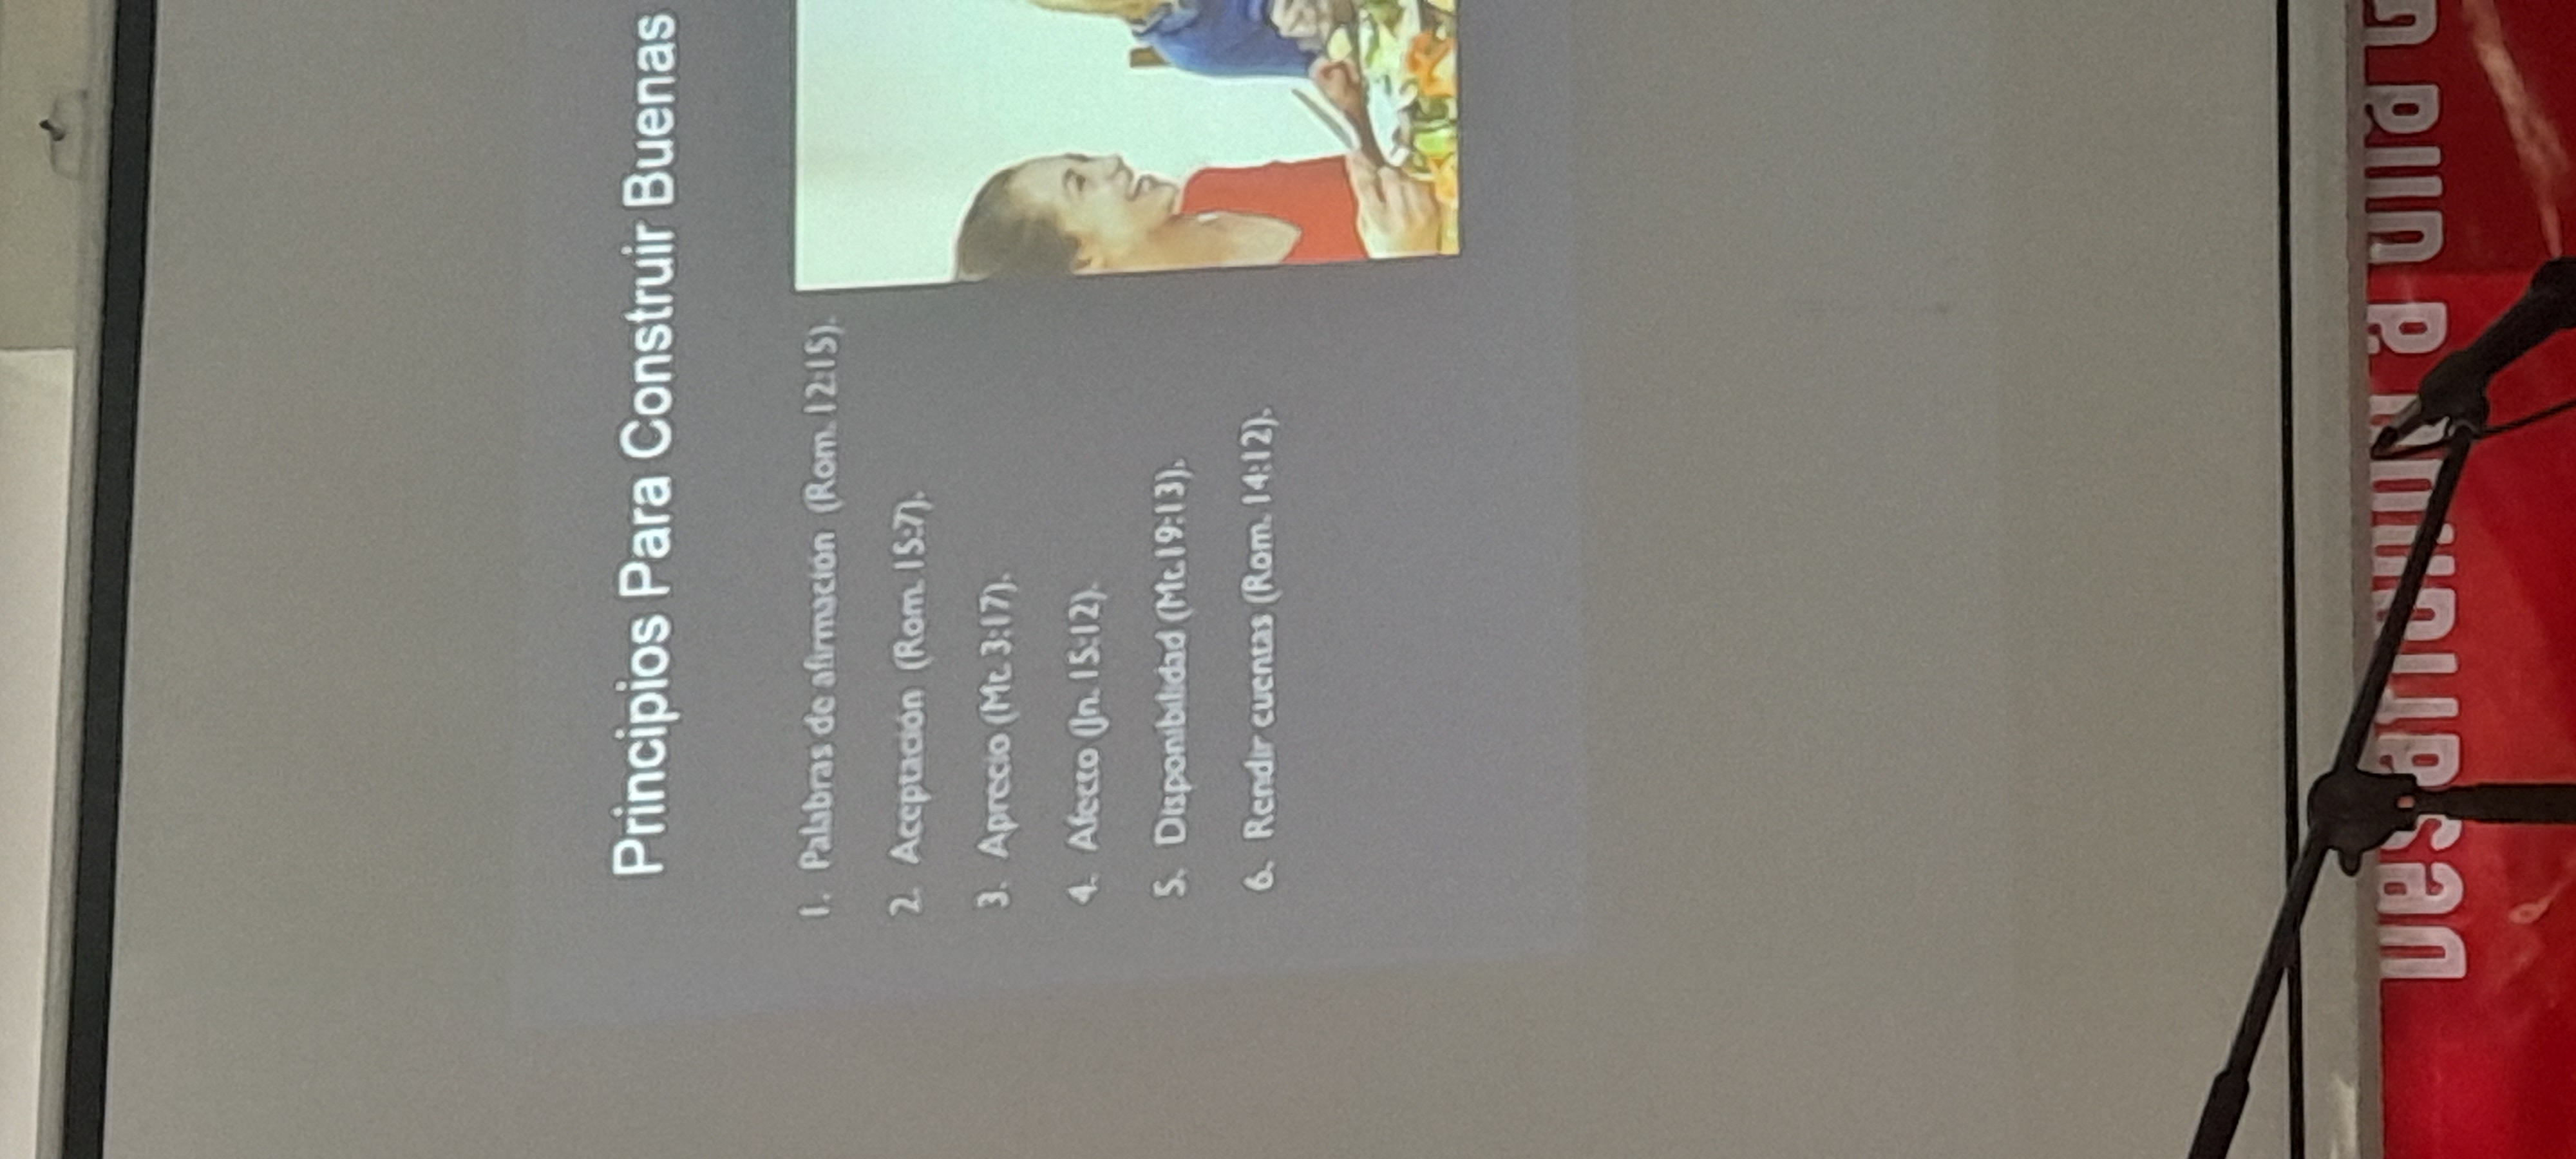 Principios Para Construir Buenas
1. Palabras de afirmación (Rom. 12:15).
2. Aceptación (Rom. 15:7).
3. Aprecio (Mt. 3:17).
4. Afecto (Jn. 15:12).
5. Disponibilidad (Mt.19:13).
6. Rendir cuentas (Rom. 14:12).
Desafiando a una